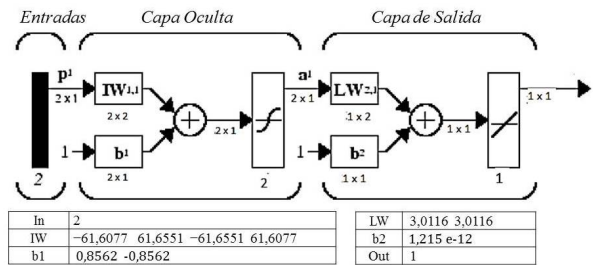 Entradas Capa Oculta Capa de Salida
p1 IW1,1 a1 LW2,1
2 x 1 2 x 2 2 x 1 2 x 1 1 x 2 1 x 1 1 x 1
1 b1 1 b2
2 2 x 1 2 1 x 1 1
In 2
IW −61,6077 61,6551 −61,6551 61,6077
b1 0,8562 -0,8562
LW 3,0116 3,0116
b2 1,215 e-12
Out 1